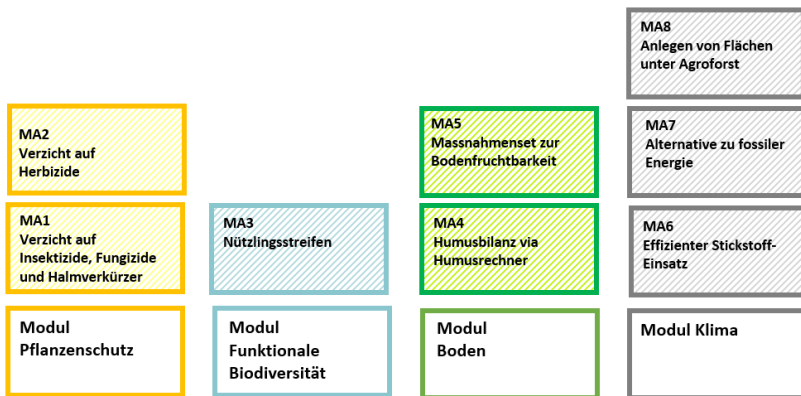 MA8
Anlegen von Flächen
unter Agroforst
MA2
Verzicht auf
Herbizide
MA5
Massnahmenset zur
Bodenfruchtbarkeit
MA7
Alternative zu fossiler
Energie
MA1
Verzicht auf
Insektizide, Fungizide
und Halmverkürzer
MA3
Nützlingsstreifen
MA4
Humusbilanz via
Humusrechner
MA6
Effizienter Stickstoff-
Einsatz
Modul
Pflanzenschutz
Modul
Funktionale
Biodiversität
Modul
Boden
Modul Klima